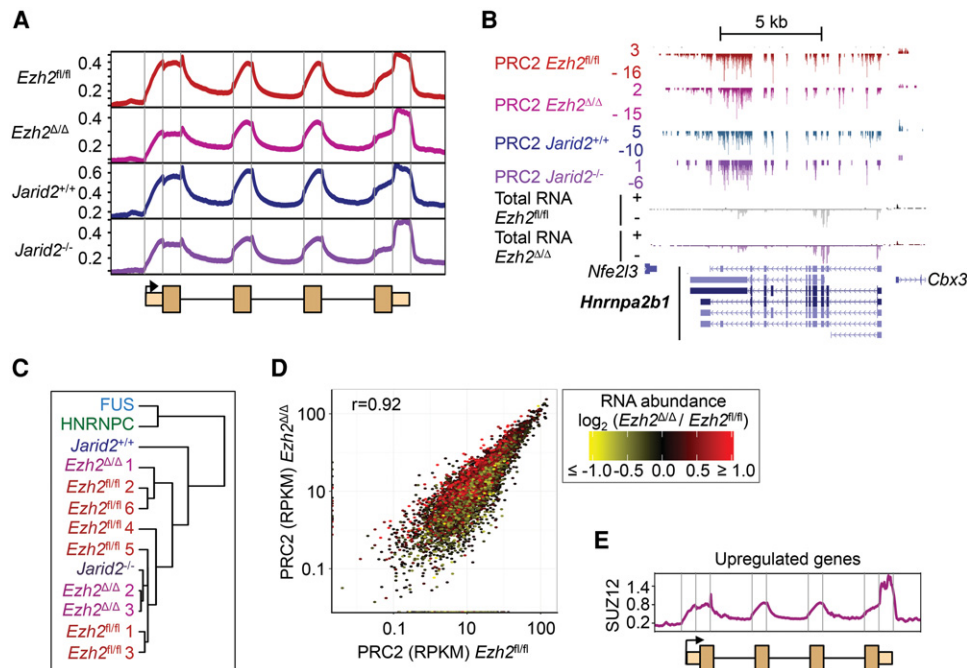 A
Ezh2fl/fl
0.4
0.2
Ezh2Δ/Δ
0.4
0.2
Jarid2+/+
0.6
0.4
0.2
Jarid2-/-
0.4
0.2
B
5 kb
PRC2 Ezh2fl/fl
3
- 16
PRC2 Ezh2Δ/Δ
2
-15
PRC2 Jarid2+/+
5
-10
PRC2 Jarid2-/-
1
-6
Total RNA
Ezh2fl/fl
+
-
Total RNA
Ezh2Δ/Δ
+
-
Nfe2l3
Hnrnpa2b1
Cbx3
C
FUS
HNRNPC
Jarid2+/+
Ezh2Δ/Δ 1
Ezh2fl/fl 2
Ezh2fl/fl 6
Ezh2fl/fl 4
Ezh2fl/fl 5
Jarid2-/-
Ezh2Δ/Δ 2
Ezh2Δ/Δ 3
Ezh2fl/fl 1
Ezh2fl/fl 3
D
r=0.92
PRC2 (RPKM) Ezh2Δ/Δ
100
10
0.1
0.1 10 100
PRC2 (RPKM) Ezh2fl/fl
RNA abundance
log2 (Ezh2Δ/Δ / Ezh2fl/fl)
≤ -1.0 -0.5 0.0 0.5 ≥ 1.0
E
Upregulated genes
SUZ12
1.4
0.8
0.2